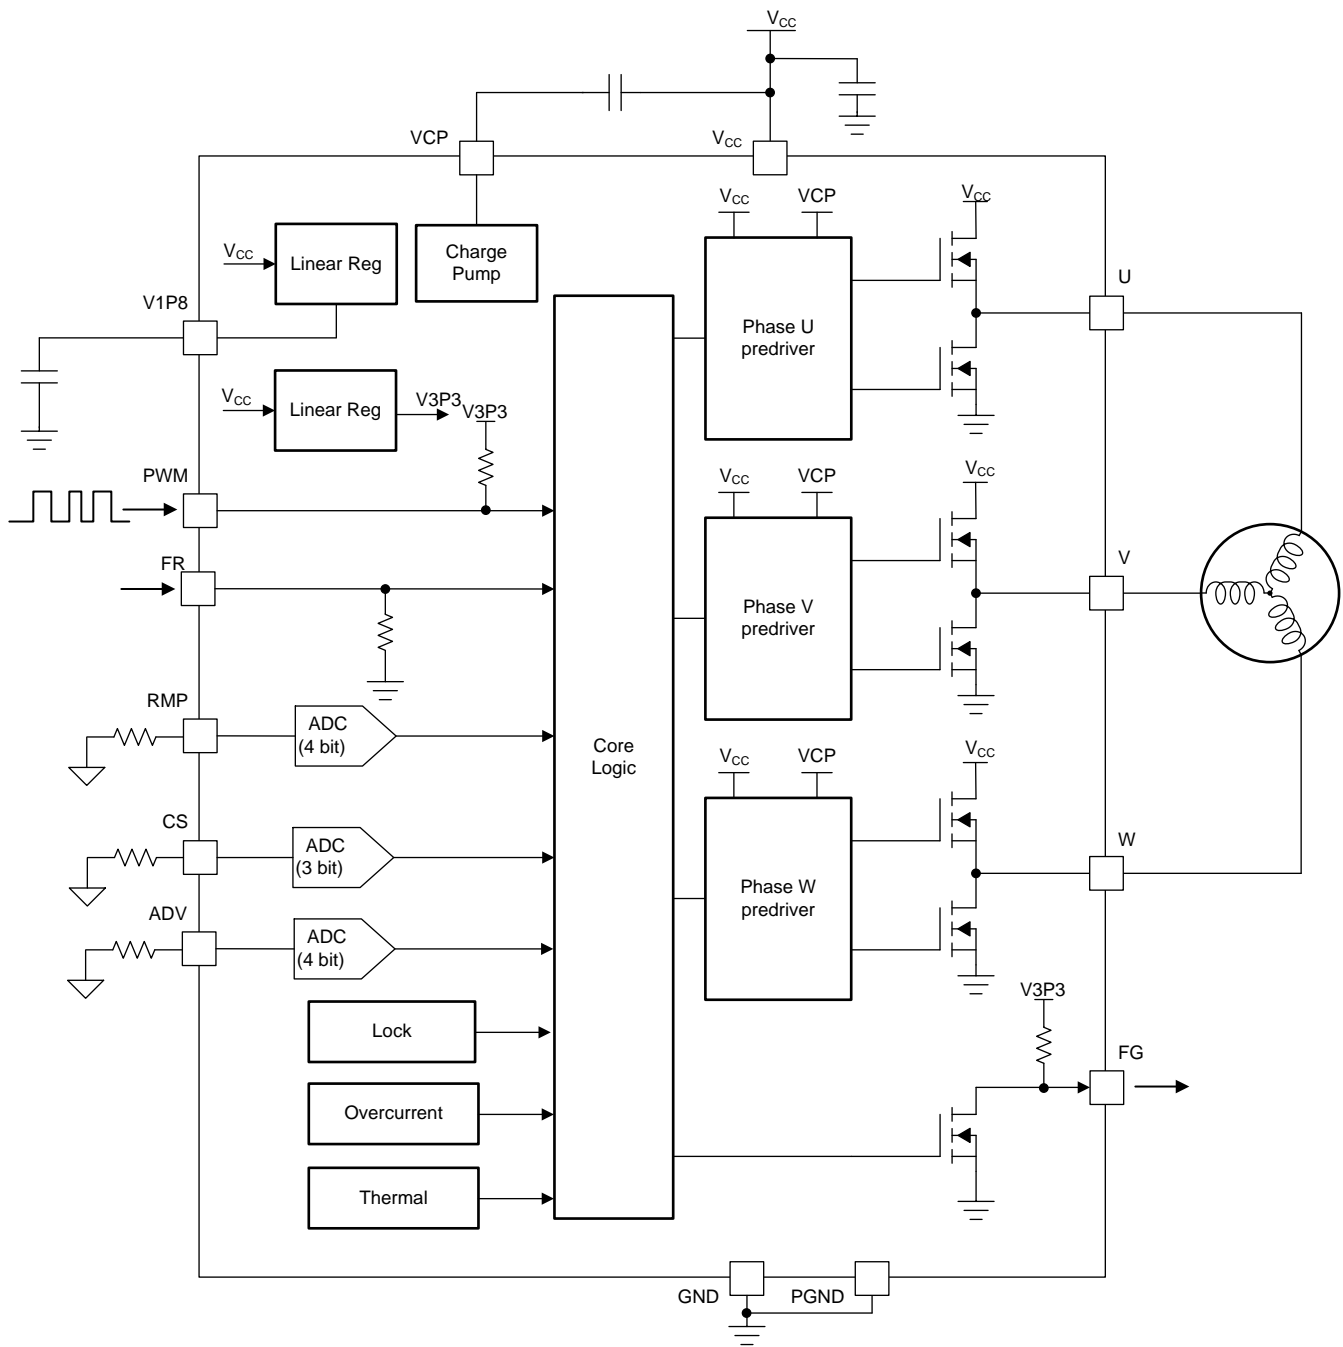 VCC
VCP
VCC
VCC
Linear Reg
Charge
Pump
V1P8
VCC
Linear Reg
V3P3
V3P3
PWM
FR
RMP
ADC
(4 bit)
CS
ADC
(3 bit)
ADV
ADC
(4 bit)
Lock
Overcurrent
Thermal
Core
Logic
VCC
VCP
VCC
Phase U
predriver
U
VCC
VCP
VCC
Phase V
predriver
V
VCC
VCP
VCC
Phase W
predriver
W
V3P3
FG
GND
PGND